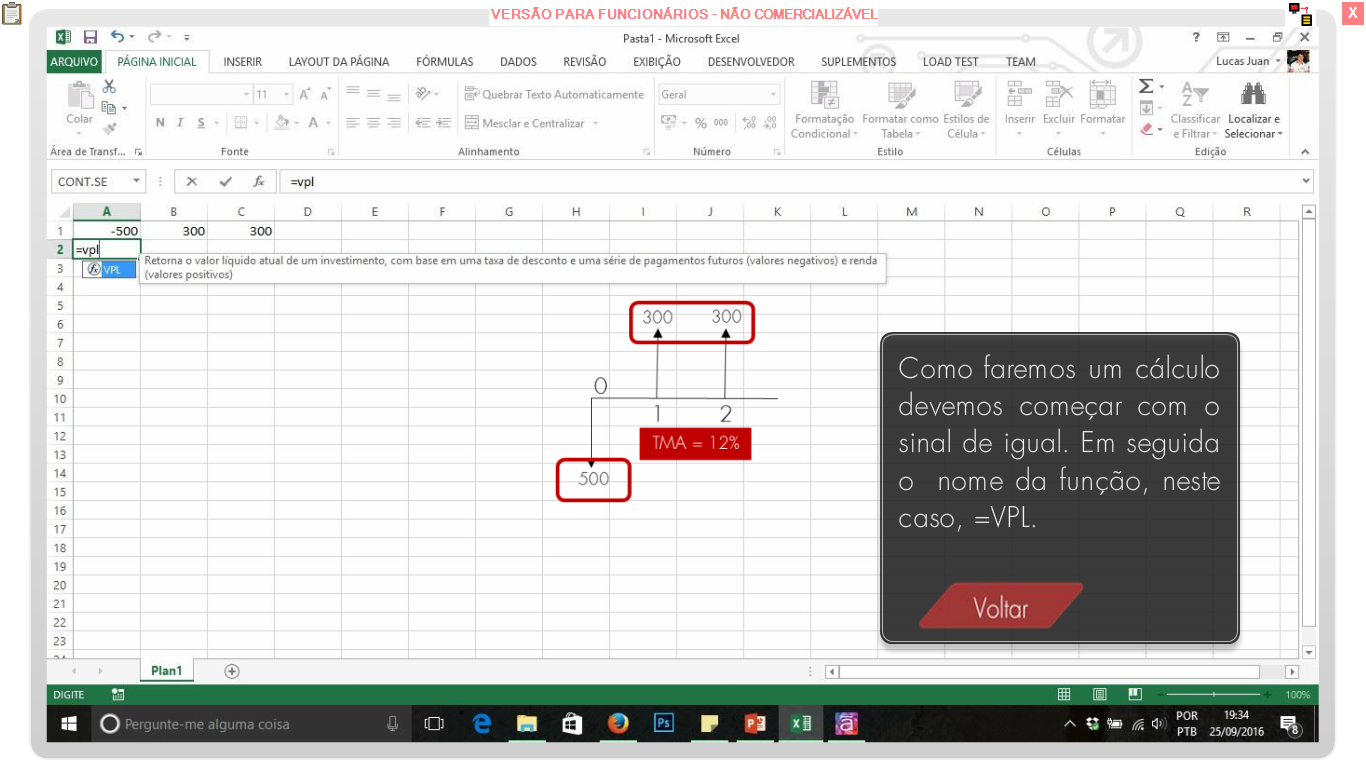 VERSÃO PARA FUNCIONÁRIOS - NÃO COMERCIALIZÁVEL
X
Pasta1 - Microsoft Excel
ARQUIVO PÁGINA INICIAL INSERIR LAYOUT DA PÁGINA FÓRMULAS DADOS REVISÃO EXIBIÇÃO DESENVOLVEDOR SUPLEMENTOS LOAD TEST TEAM Lucas Juan
11 Quebrar Texto Automaticamente Geral
Colar
N I S A Mesclar e Centralizar % 000
Formatação Condicional
Formatar como Tabela
Estilos de Célula
Inserir Excluir Formatar
Classificar e Filtrar
Localizar e Selecionar
Área de Transf... Fonte Alinhamento Número Estilo Células Edição
CONT.SE fx =vpl
A B C D E F G H I J K L M N O P Q R
1 -500 300 300
2 =vpl
3 VPL
Retorna o valor líquido atual de um investimento, com base em uma taxa de desconto e uma série de pagamentos futuros (valores negativos) e renda
(valores positivos)
4
5
6
7
8
9
10
11
12
13
14
15
16
17
18
19
20
21
22
23
24
300 300
0
1 2
TMA = 12%
500
Como faremos um cálculo
devemos começar com o
sinal de igual. Em seguida
o nome da função, neste
caso, =VPL.
Voltar
Plan1
DIGITE 100%
Pergunte-me alguma coisa
POR
PTB
19:34
25/09/2016
8